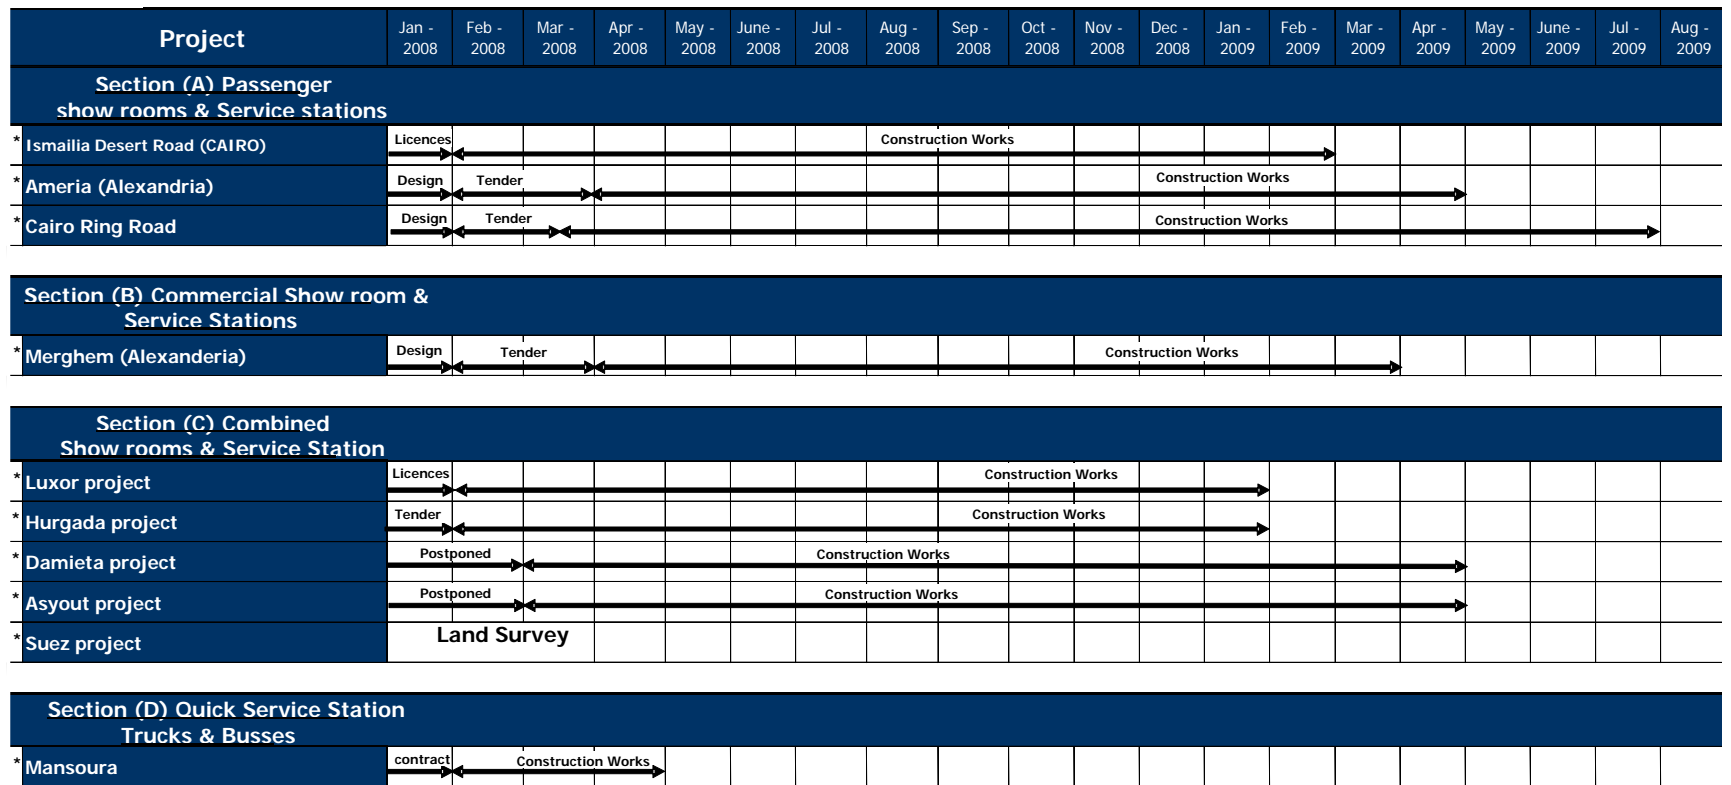 Project
Jan - 2008
Feb - 2008
Mar - 2008
Apr - 2008
May - 2008
June - 2008
Jul - 2008
Aug - 2008
Sep - 2008
Oct - 2008
Nov - 2008
Dec - 2008
Jan - 2009
Feb - 2009
Mar - 2009
Apr - 2009
May - 2009
June - 2009
Jul - 2009
Aug - 2009
Section (A) Passenger
show rooms & Service stations
* Ismailia Desert Road (CAIRO) Licences Construction Works
* Ameria (Alexandria) Design Tender Construction Works
* Cairo Ring Road Design Tender Construction Works
Section (B) Commercial Show room &
Service Stations
* Merghem (Alexanderia) Design Tender Construction Works
Section (C) Combined
Show rooms & Service Station
* Luxor project Licences Construction Works
* Hurgada project Tender Construction Works
* Damieta project Postponed Construction Works
* Asyout project Postponed Construction Works
* Suez project Land Survey
Section (D) Quick Service Station
Trucks & Busses
* Mansoura contract Construction Works